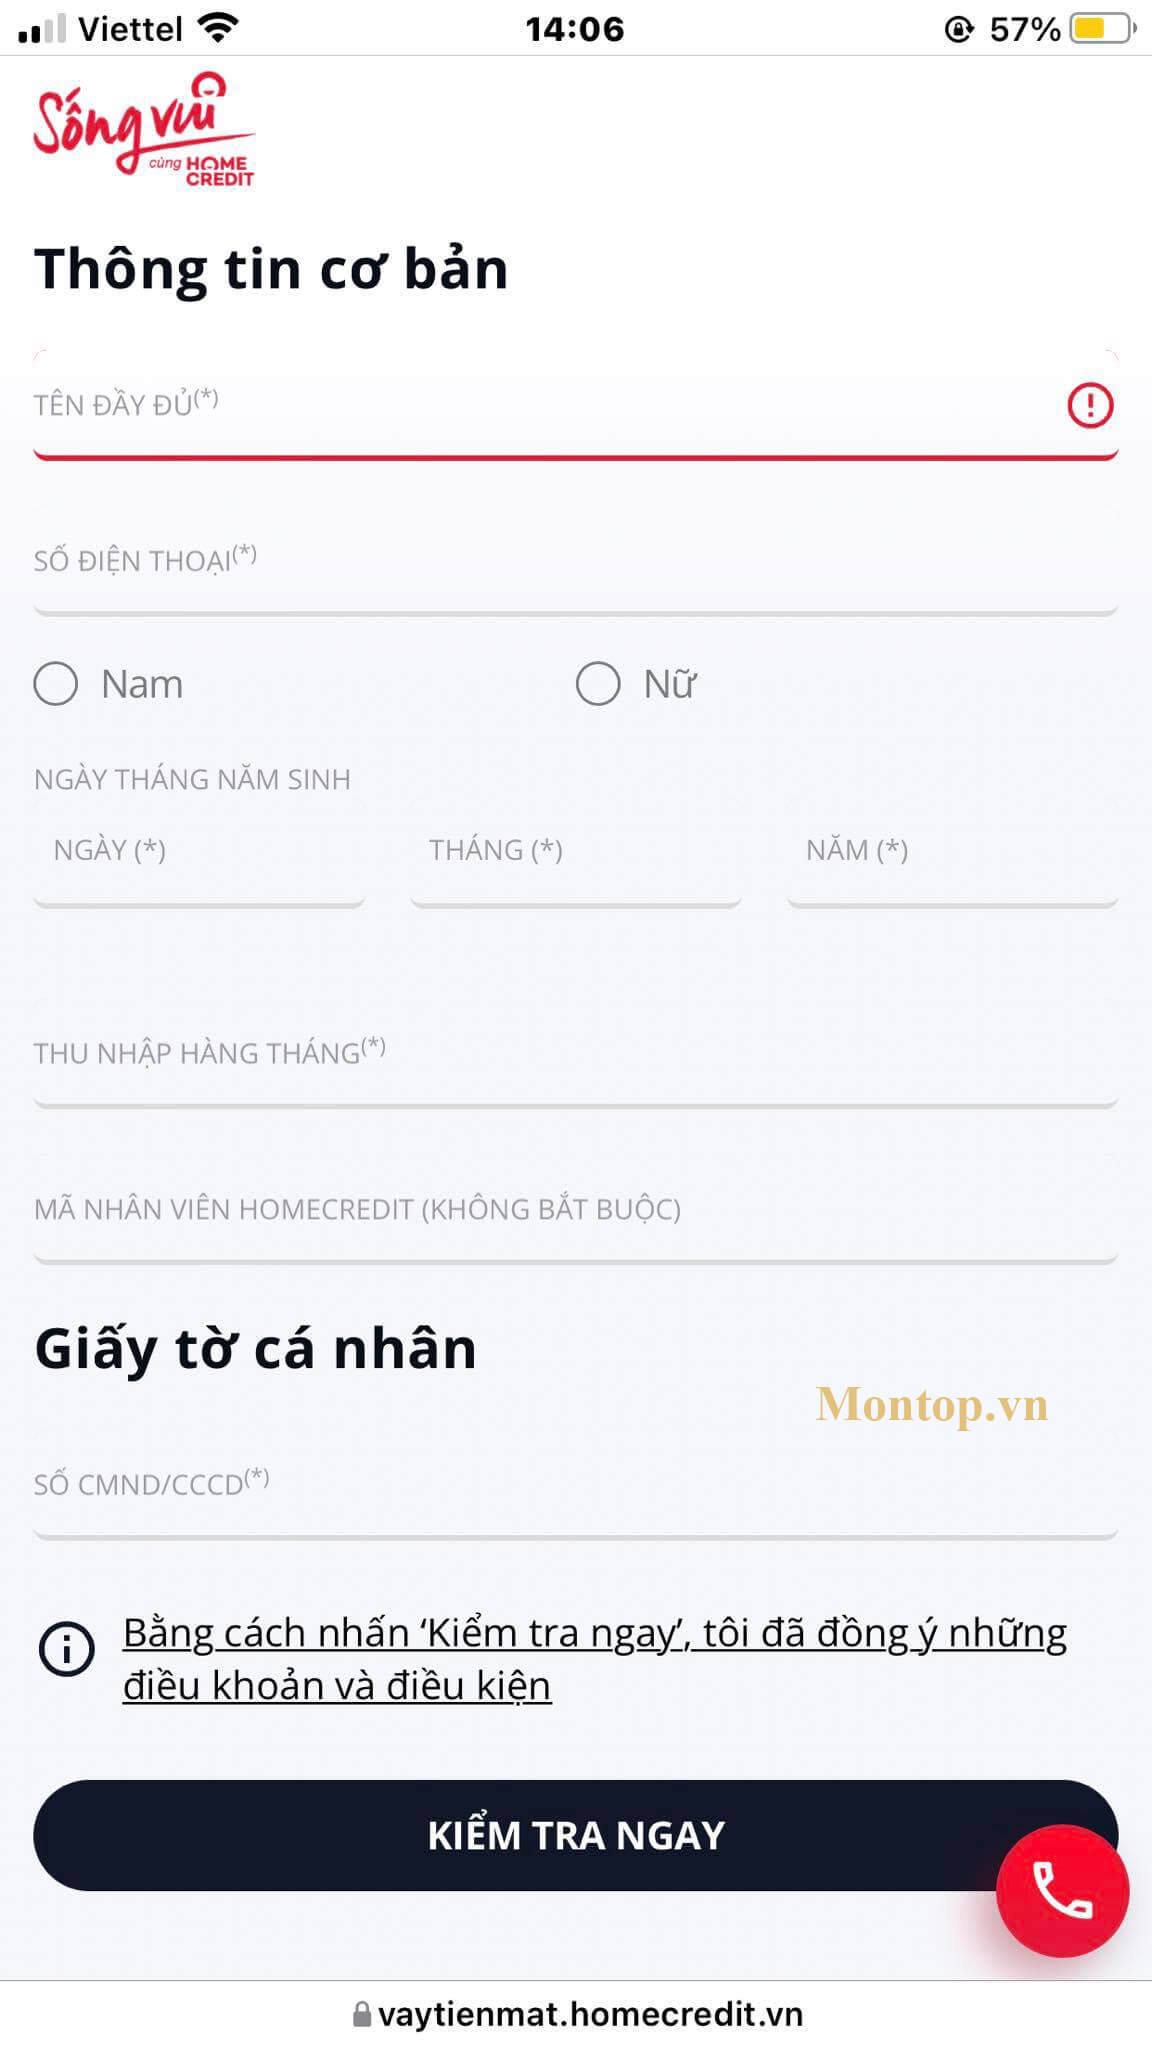 Viettel 14:06 57%
Sống vui
cùng HOME
CREDIT
Thông tin cơ bản
TÊN ĐẦY ĐỦ(*)
SỐ ĐIỆN THOẠI(*)
Nam Nữ
NGÀY THÁNG NĂM SINH
NGÀY (*) THÁNG (*) NĂM (*)
THU NHẬP HÀNG THÁNG(*)
MÃ NHÂN VIÊN HOMECREDIT (KHÔNG BẮT BUỘC)
Giấy tờ cá nhân
Montop.vn
SỐ CMND/CCCD(*)
Bằng cách nhấn ‘Kiểm tra ngay’, tôi đã đồng ý những
điều khoản và điều kiện
KIỂM TRA NGAY
vaytienmat.homecredit.vn